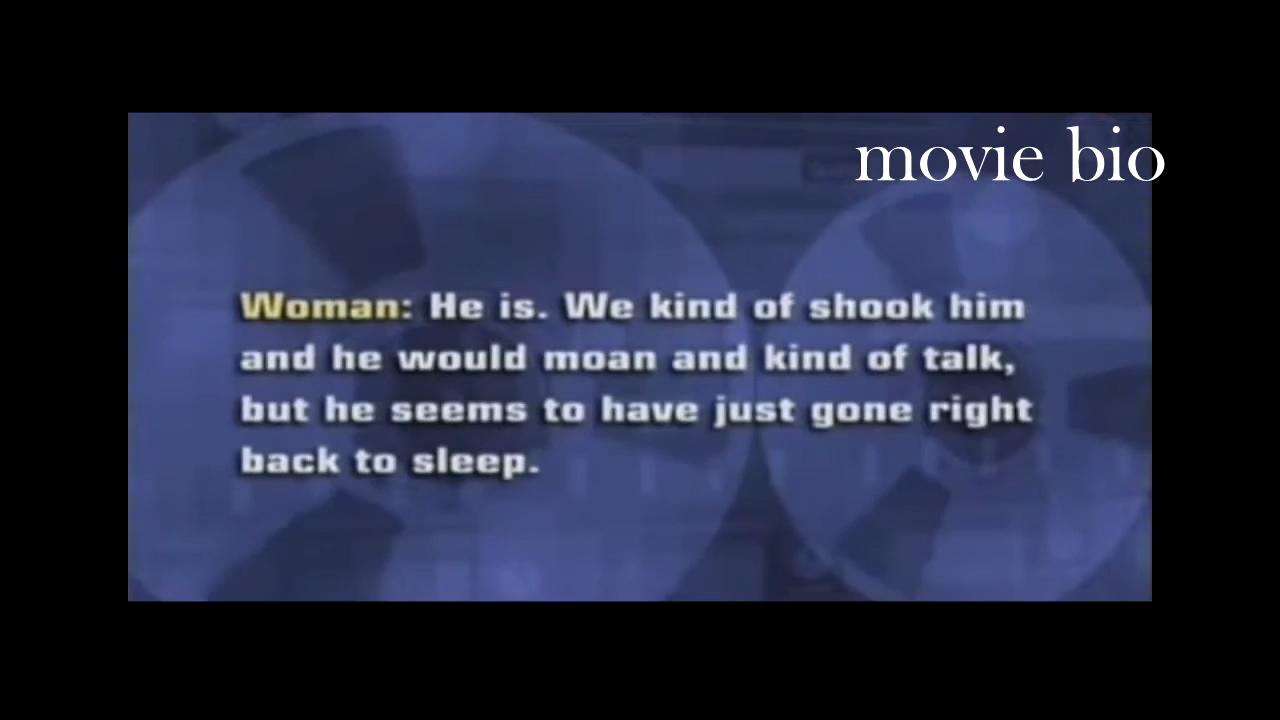 movie bio
Woman: He is. We kind of shook him
and he would moan and kind of talk,
but he seems to have just gone right
back to sleep.